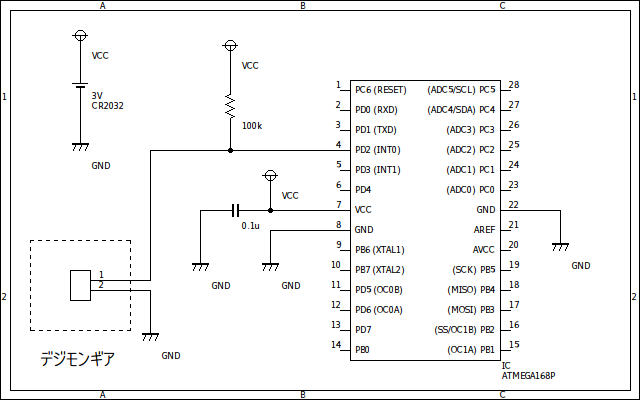 A B C
VCC
VCC
3V
CR2032
1 1
100k
GND
1 PC6 (RESET) (ADC5/SCL) PC5 28
2 PD0 (RXD) (ADC4/SDA) PC4 27
3 PD1 (TXD) (ADC3) PC3 26
4 PD2 (INT0) (ADC2) PC2 25
5 PD3 (INT1) (ADC1) PC1 24
6 PD4 (ADC0) PC0 23
VCC
7 VCC GND 22
0.1u
8 GND AREF 21
9 PB6 (XTAL1) AVCC 20
GND
10 PB7 (XTAL2) (SCK) PB5 19
1
2
GND GND
11 PD5 (OC0B) (MISO) PB4 18
2 2
12 PD6 (OC0A) (MOSI) PB3 17
13 PD7 (SS/OC1B) PB2 16
14 PB0 (OC1A) PB1 15
デジモンギア
GND
IC
ATMEGA168P
A B C